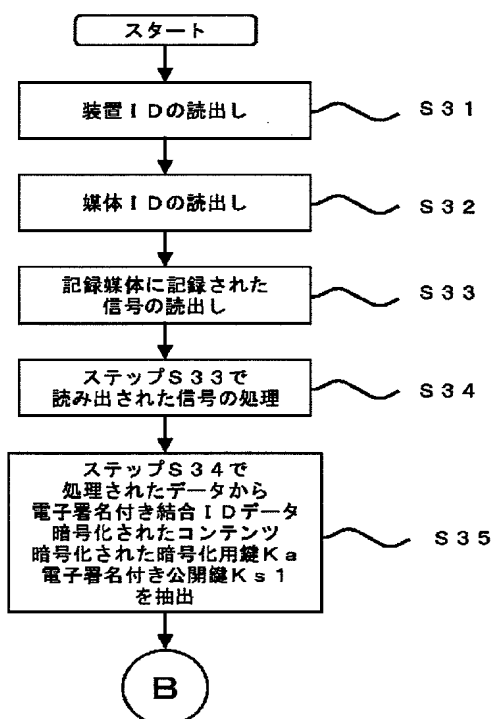 スタート
装置ＩＤの読出し
Ｓ３１
媒体ＩＤの読出し
Ｓ３２
記録媒体に記録された
信号の読出し
Ｓ３３
ステップＳ３３で
読み出された信号の処理
Ｓ３４
ステップＳ３４で
処理されたデータから
電子署名付き結合ＩＤデータ
暗号化されたコンテンツ
暗号化された暗号化用鍵Ｋａ
電子署名付き公開鍵Ｋｓ１
を抽出
Ｓ３５
B